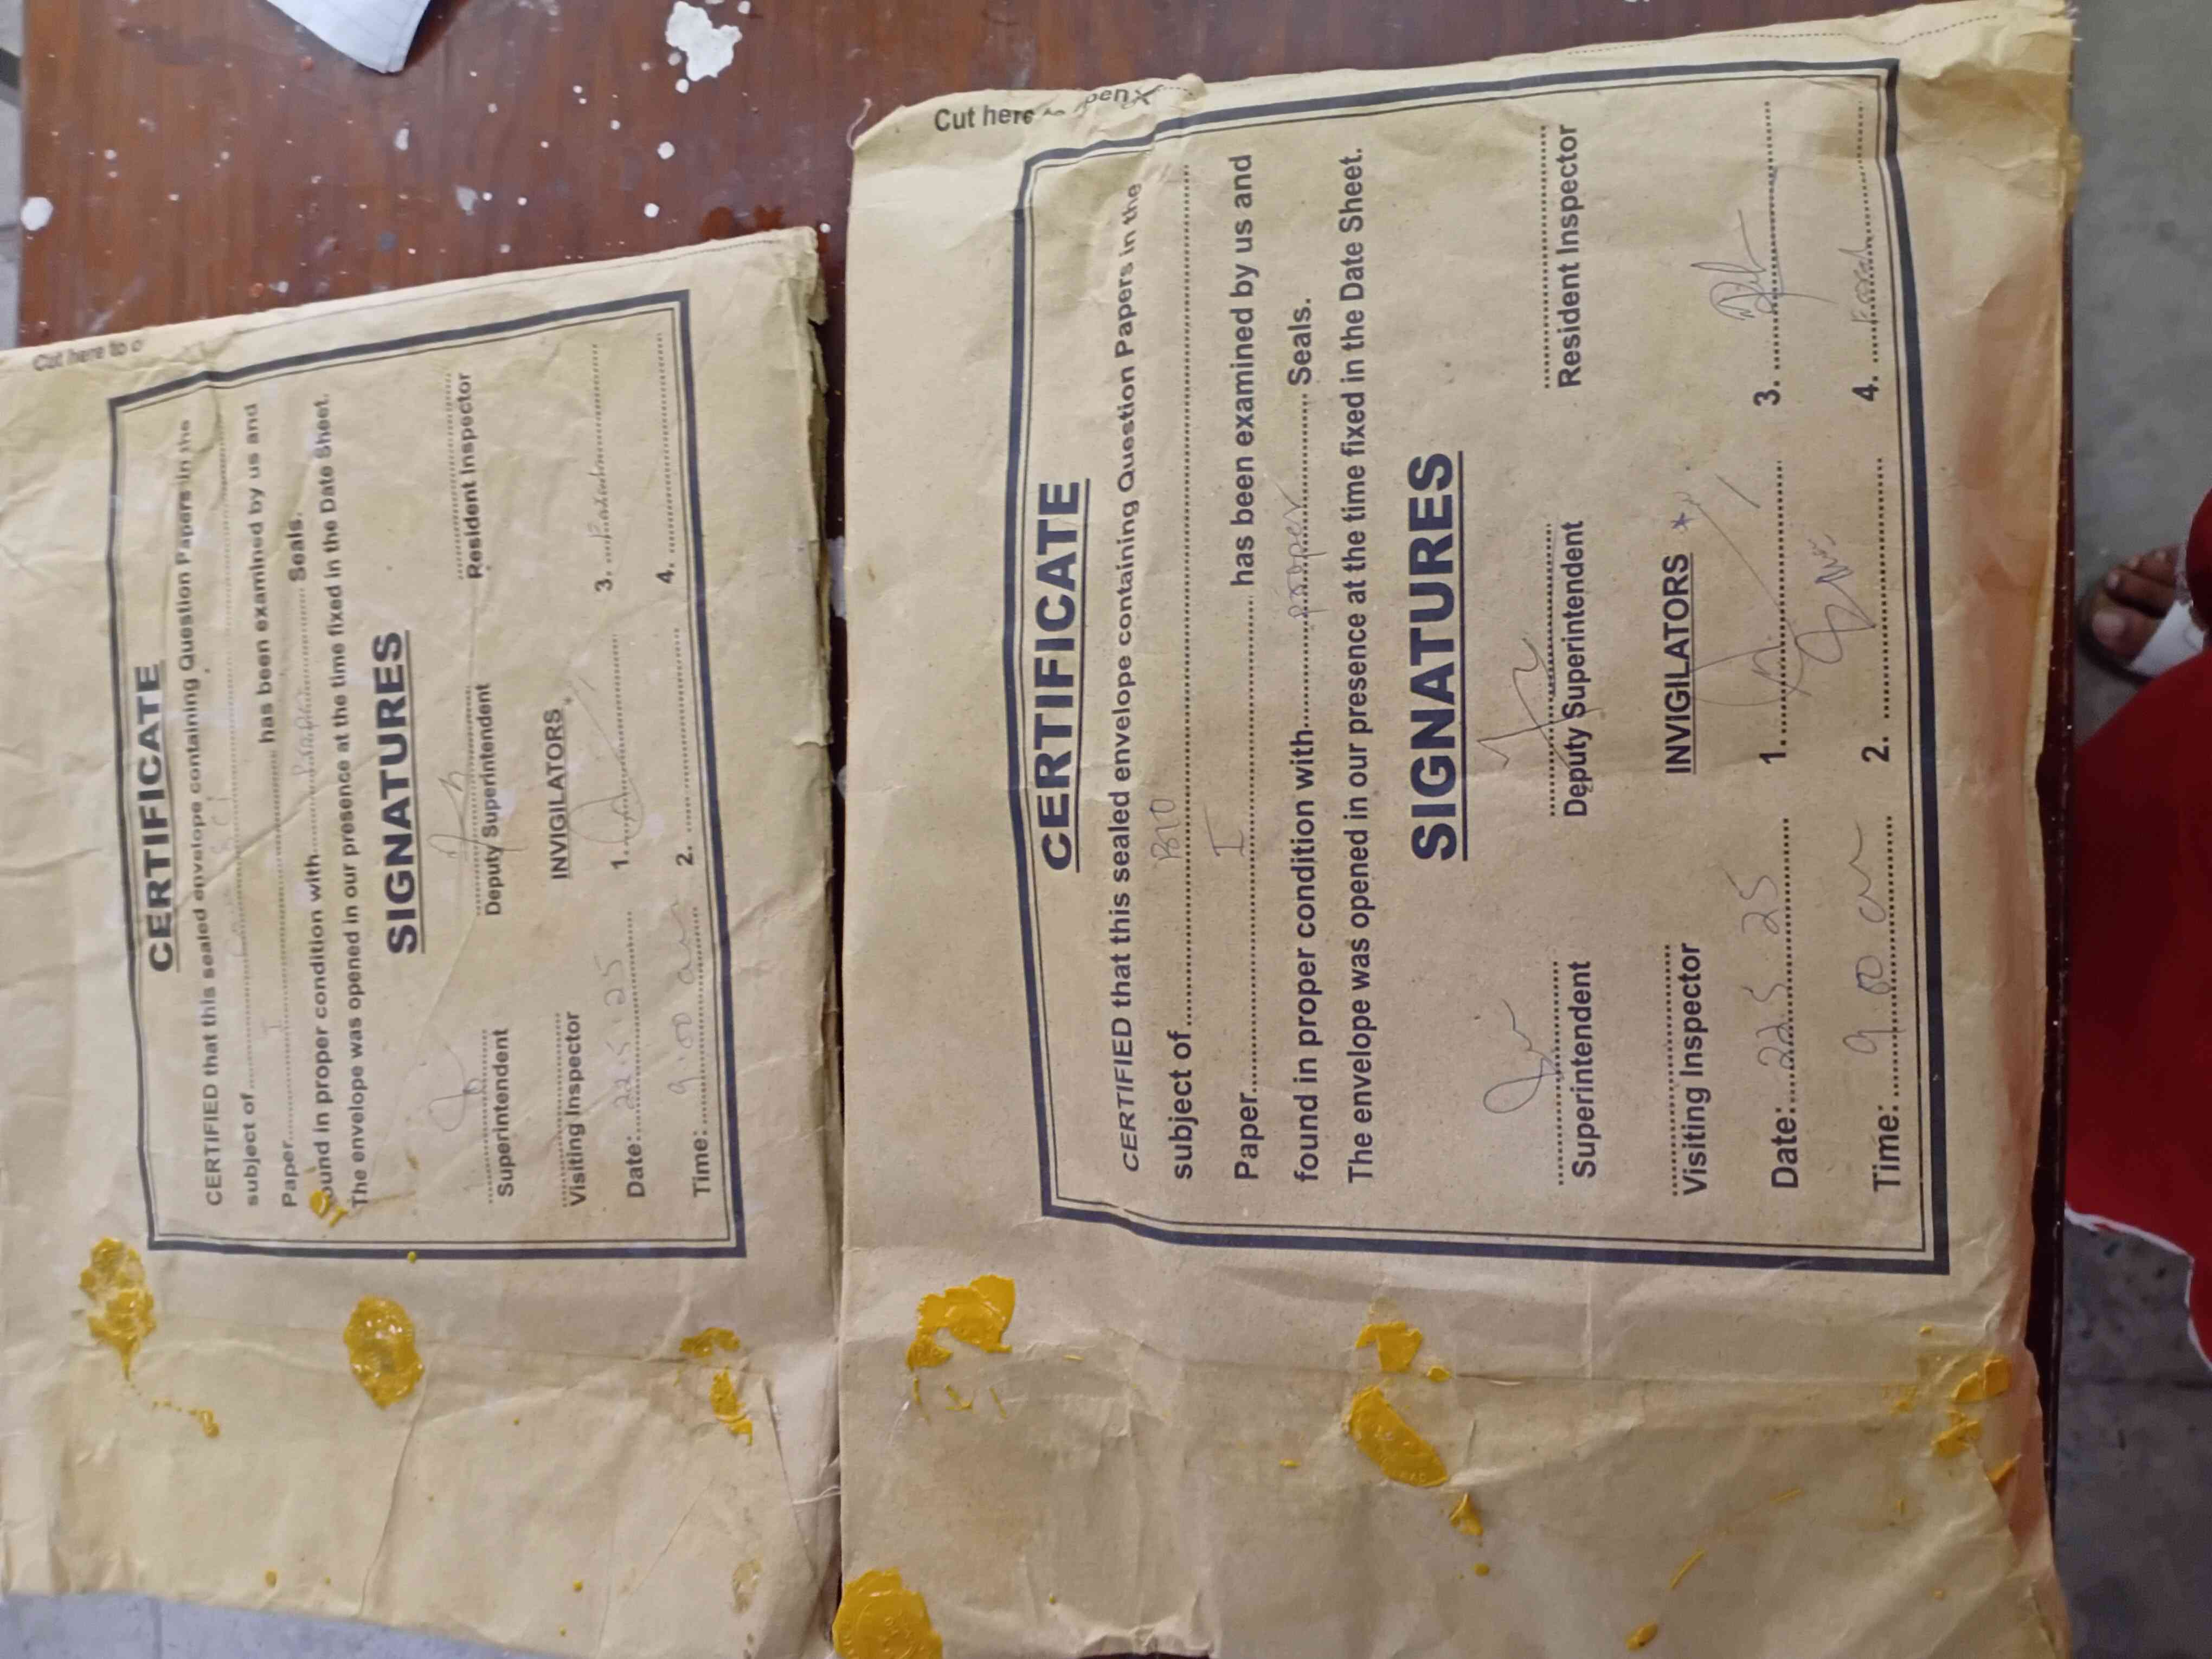 Cut here to o
CERTIFICATE
CERTIFIED that this sealed envelope containing Question Papers in the
subject of
Paper I has been examined by us and
ound in proper condition with proper Seals.
The envelope was opened in our presence at the time fixed in the Date Sheet.
SIGNATURES
Superintendent Deputy Superintendent Resident Inspector
Visiting Inspector INVIGILATORS
Date: 22.5.25 1. 3.
Time: 9.00 am 2. 4.
Cut here to open
CERTIFICATE
CERTIFIED that this sealed envelope containing Question Papers in the
subject of BIO
Paper I has been examined by us and
found in proper condition with proper Seals.
The envelope was opened in our presence at the time fixed in the Date Sheet.
SIGNATURES
Superintendent Deputy Superintendent Resident Inspector
Visiting Inspector INVIGILATORS
Date: 22.5.25 1. 3.
Time: 9.00 am 2. 4.